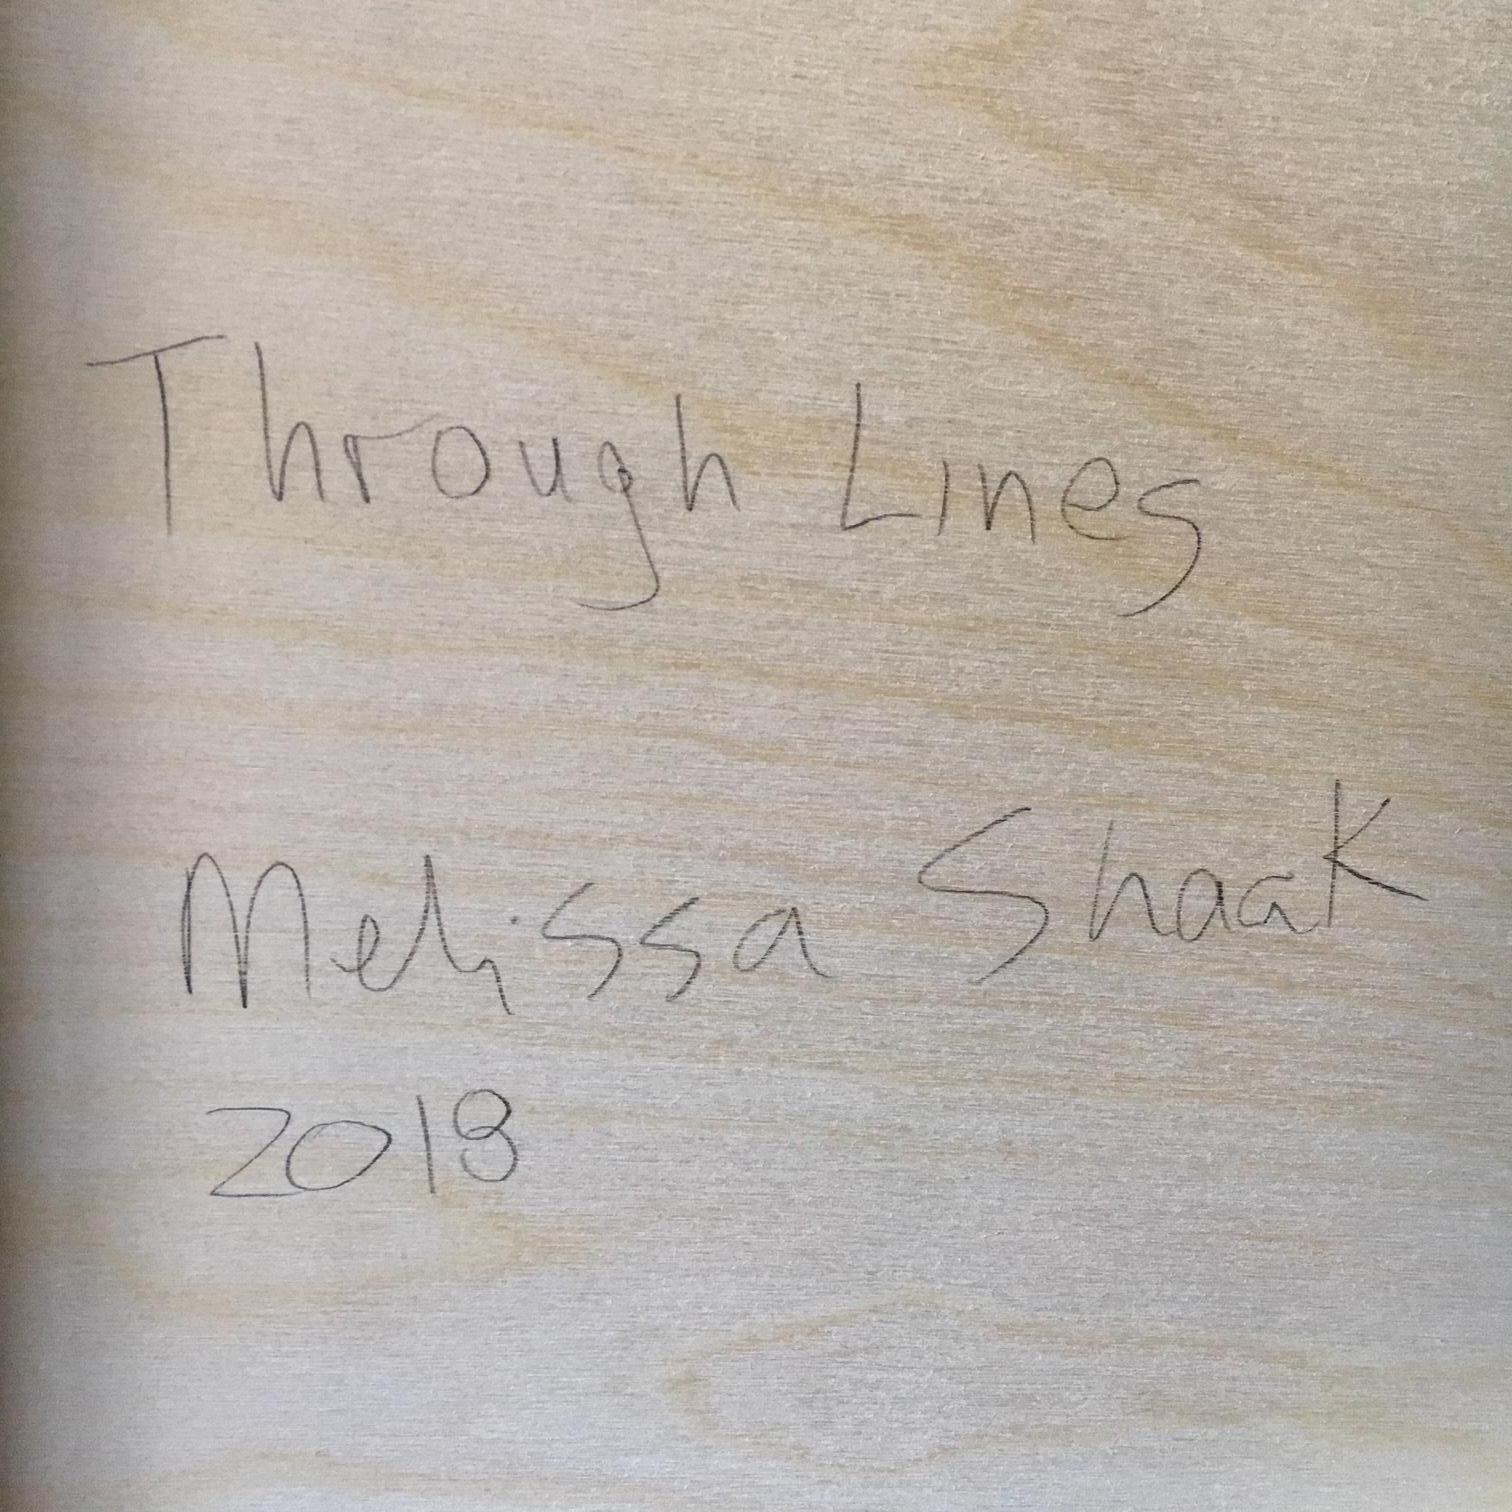 Through Lines
Melissa Shaak
2018